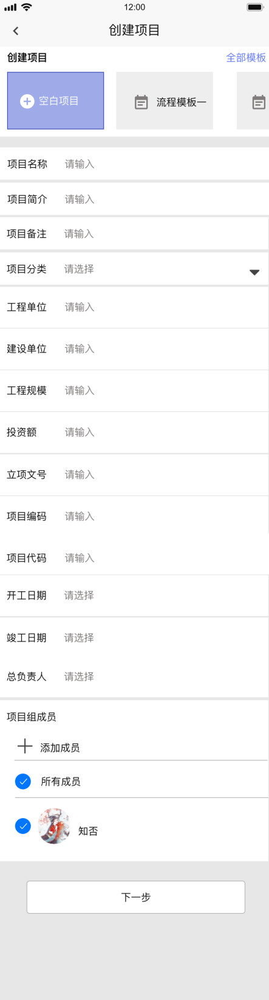 12:00
创建项目
创建项目 全部模板
空白项目 流程模板一
项目名称 请输入
项目简介 请输入
项目备注 请输入
项目分类 请选择
工程单位 请输入
建设单位 请输入
工程规模 请输入
投资额 请输入
立项文号 请输入
项目编码 请输入
项目代码 请输入
开工日期 请选择
竣工日期 请选择
总负责人 请选择
项目组成员
添加成员
所有成员
知否
下一步